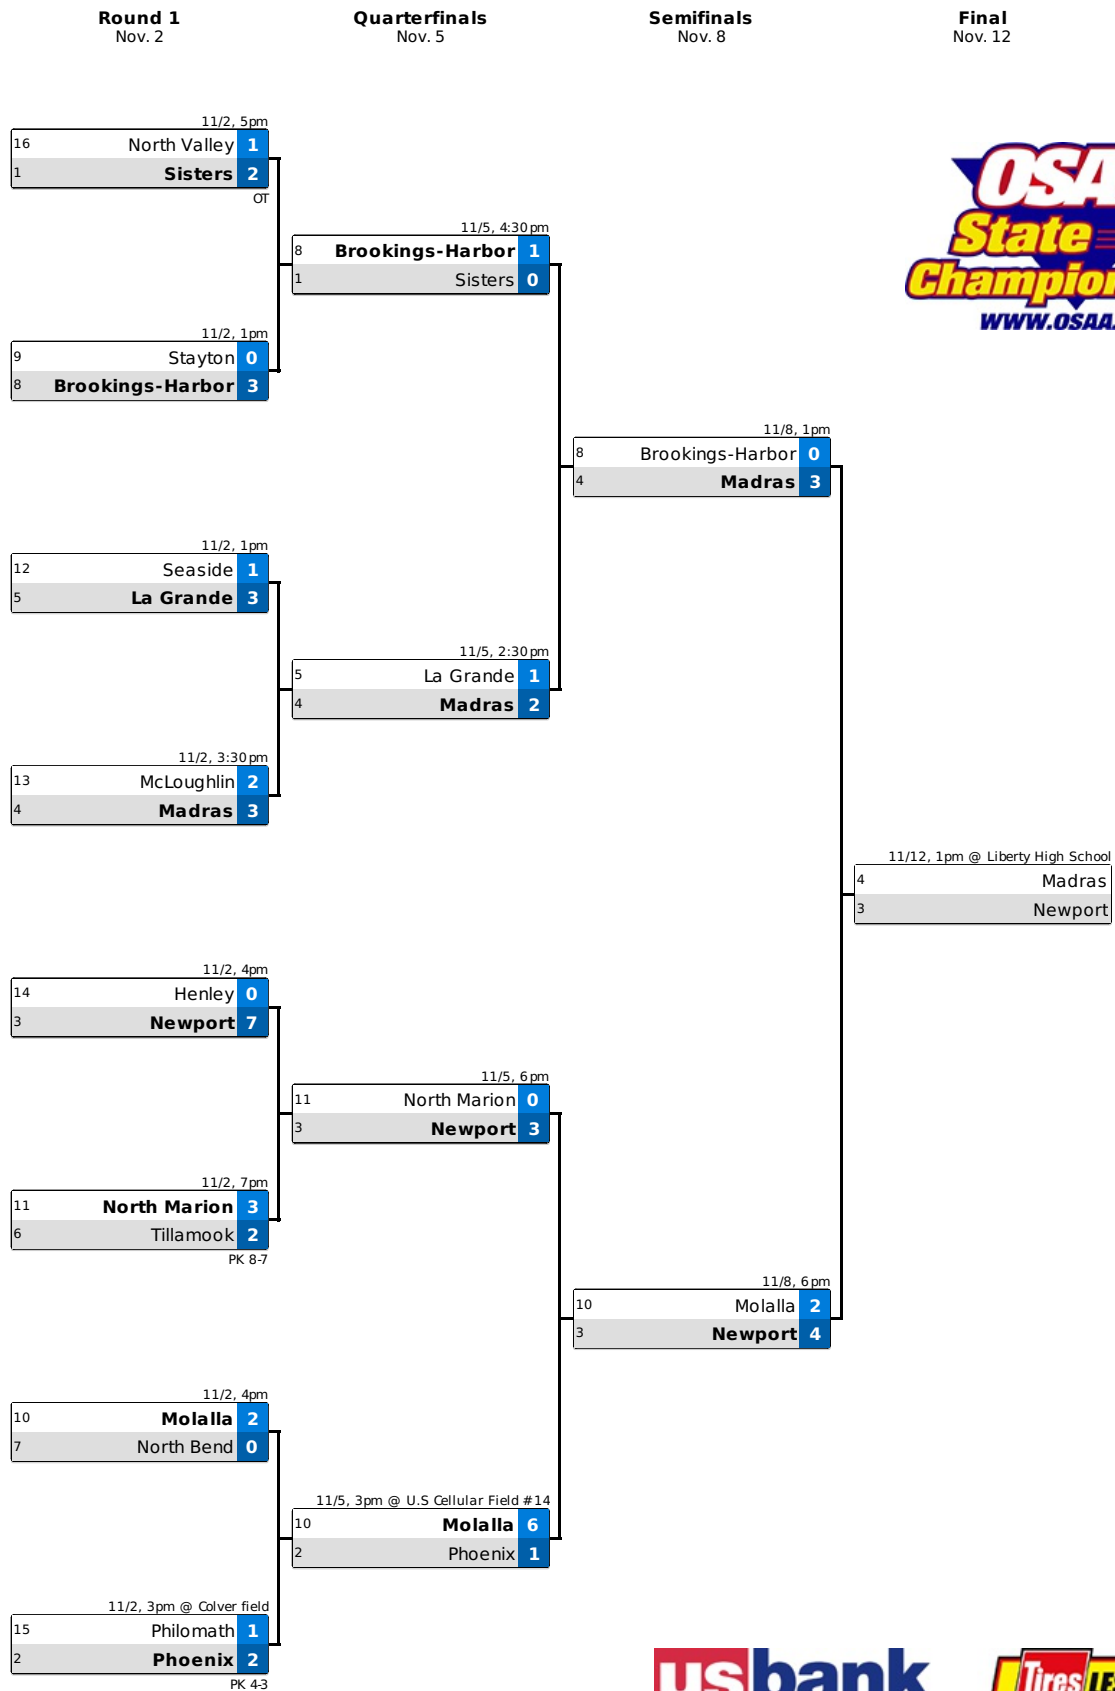 Round 1 Quarterfinals Semifinals Final
Nov. 2 Nov. 5 Nov. 8 Nov. 12
11/2, 5pm
16 North Valley 1
1 Sisters 2
OT
11/5, 4:30pm
8 Brookings-Harbor 1
1 Sisters 0
OSA
State
Champion
WWW.OSAA.
11/2, 1pm
9 Stayton 0
8 Brookings-Harbor 3
11/8, 1pm
8 Brookings-Harbor 0
4 Madras 3
11/2, 1pm
12 Seaside 1
5 La Grande 3
11/5, 2:30pm
5 La Grande 1
4 Madras 2
11/2, 3:30pm
13 McLoughlin 2
4 Madras 3
11/12, 1pm @ Liberty High School
4 Madras
3 Newport
11/2, 4pm
14 Henley 0
3 Newport 7
11/5, 6pm
11 North Marion 0
3 Newport 3
11/2, 7pm
11 North Marion 3
6 Tillamook 2
PK 8-7
11/8, 6pm
10 Molalla 2
3 Newport 4
11/2, 4pm
10 Molalla 2
7 North Bend 0
11/5, 3pm @ U.S Cellular Field #14
10 Molalla 6
2 Phoenix 1
11/2, 3pm @ Colver field
15 Philomath 1
2 Phoenix 2
PK 4-3
usbank
Tires LE